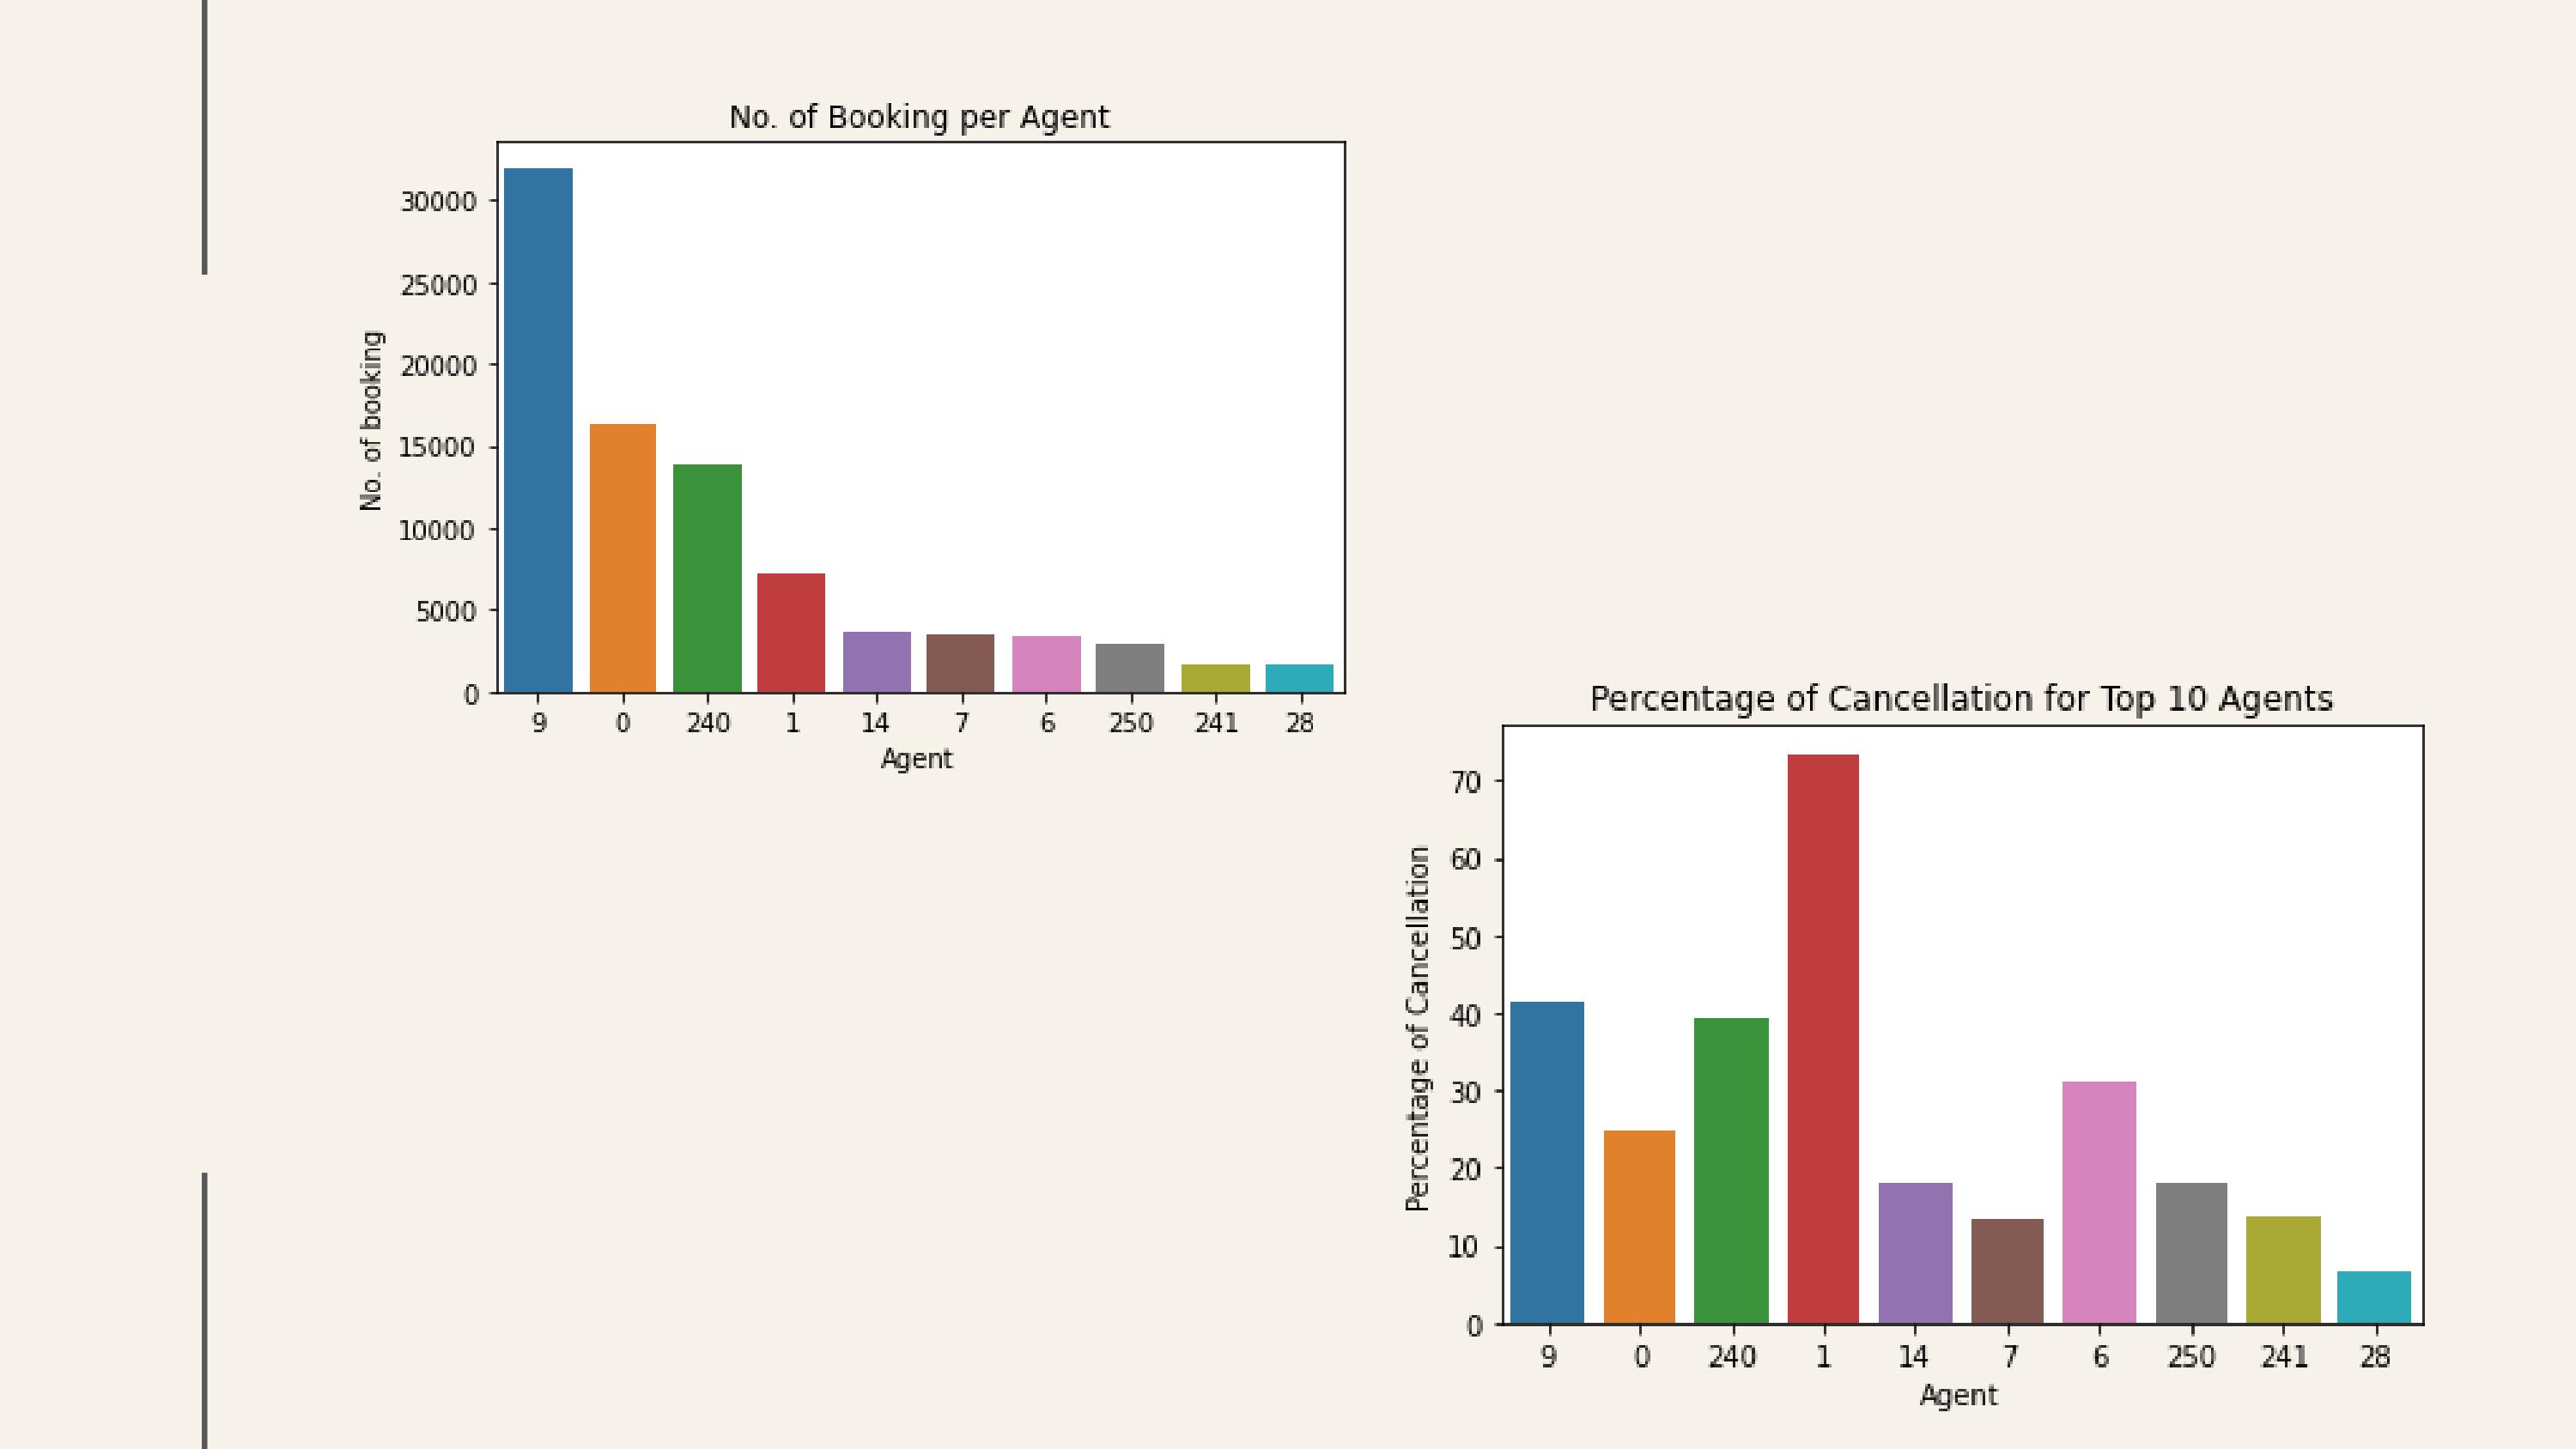 No. of Booking per Agent
No. of booking
30000
25000
20000
15000
10000
5000
0
9 0 240 1 14 7 6 250 241 28
Agent
Percentage of Cancellation for Top 10 Agents
Percentage of Cancellation
70
60
50
40
30
20
10
0
9 0 240 1 14 7 6 250 241 28
Agent